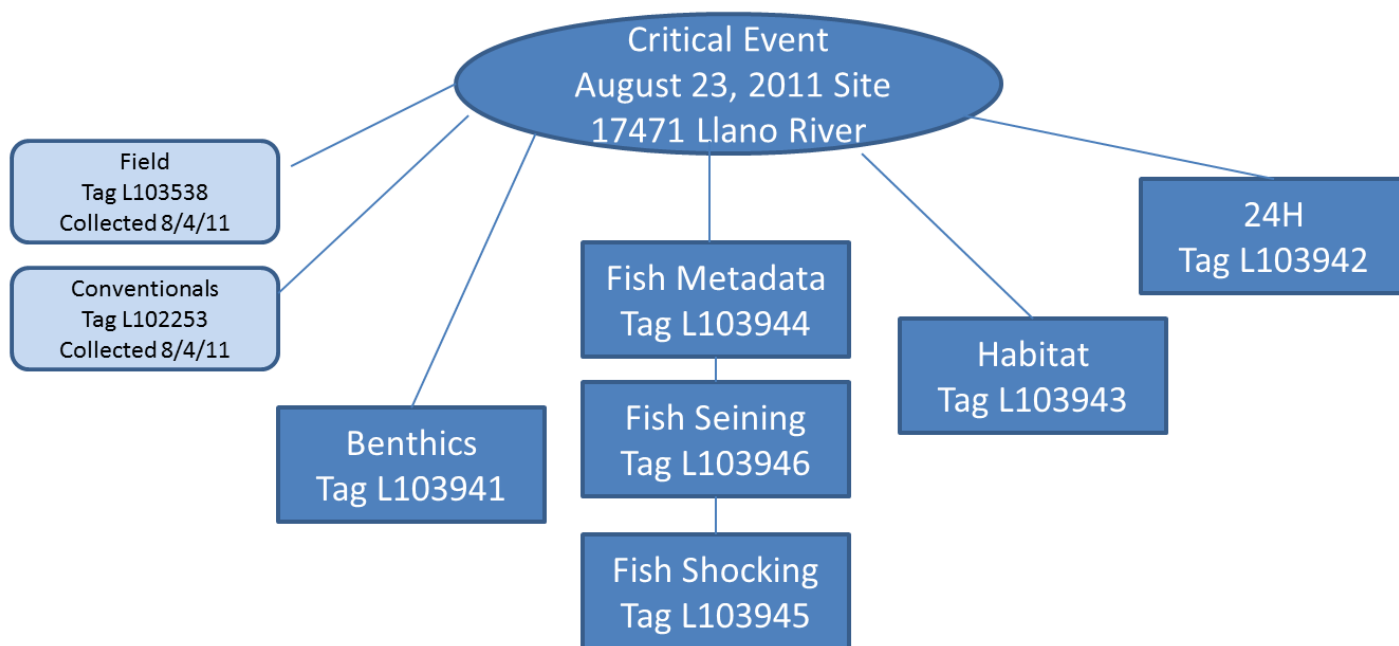 Critical Event
August 23, 2011 Site
17471 Llano River
Field
Tag L103538
Collected 8/4/11
Conventionals
Tag L102253
Collected 8/4/11
Benthics
Tag L103941
Fish Metadata
Tag L103944
Fish Seining
Tag L103946
Fish Shocking
Tag L103945
Habitat
Tag L103943
24H
Tag L103942